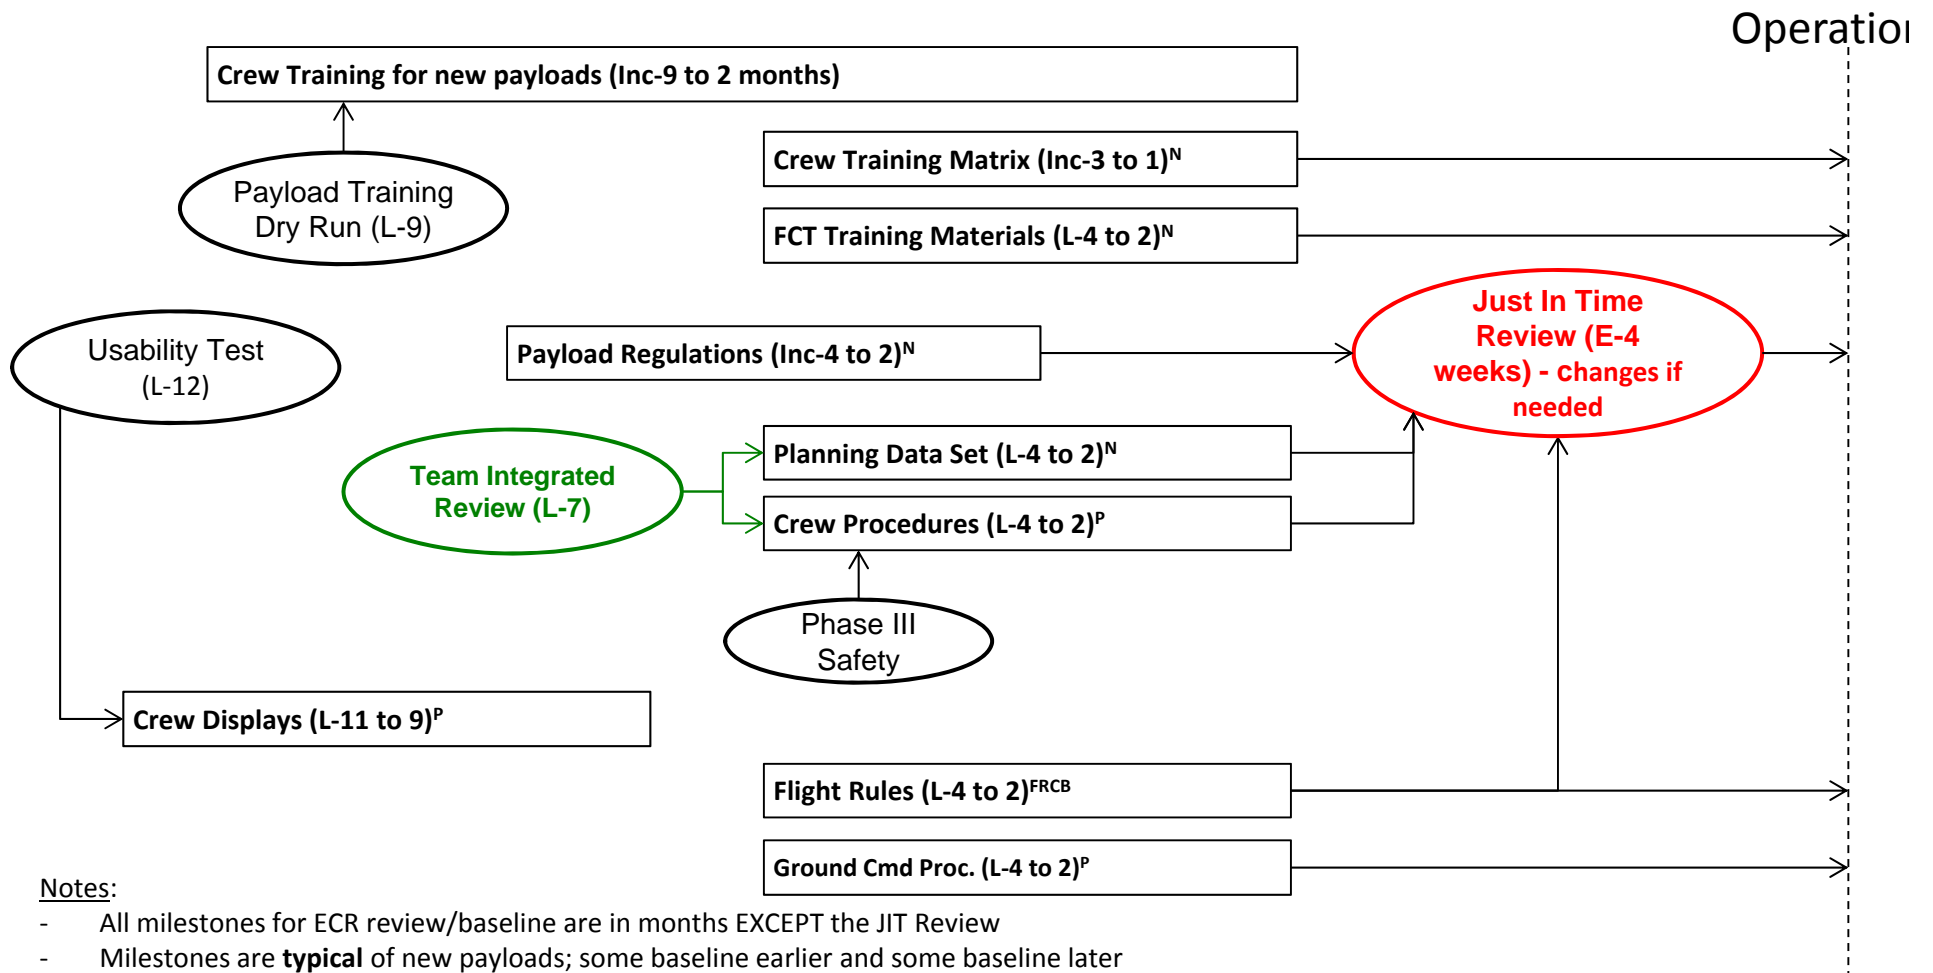 Operation
Crew Training for new payloads (Inc-9 to 2 months)
Crew Training Matrix (Inc-3 to 1)N
Payload Training
Dry Run (L-9)
FCT Training Materials (L-4 to 2)N
Just In Time
Review (E-4
weeks) - changes if
needed
Usability Test
(L-12)
Payload Regulations (Inc-4 to 2)N
Team Integrated
Review (L-7)
Planning Data Set (L-4 to 2)N
Crew Procedures (L-4 to 2)P
Phase III
Safety
Crew Displays (L-11 to 9)P
Flight Rules (L-4 to 2)FRCB
Ground Cmd Proc. (L-4 to 2)P
Notes:
- All milestones for ECR review/baseline are in months EXCEPT the JIT Review
- Milestones are typical of new payloads; some baseline earlier and some baseline later